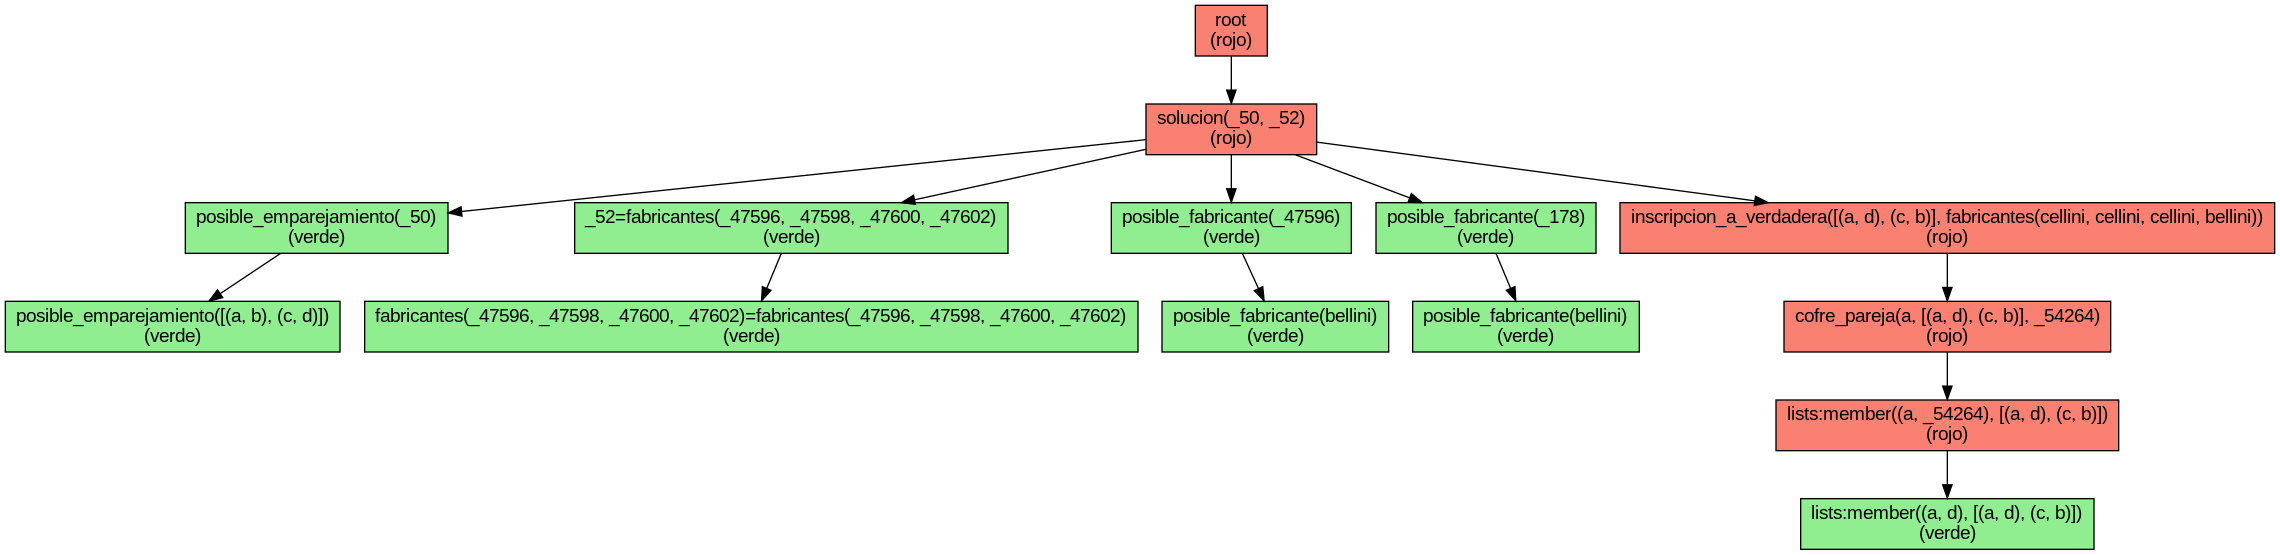 root
(rojo)
solucion(_50, _52)
(rojo)
posible_emparejamiento(_50)
(verde)
_52=fabricantes(_47596, _47598, _47600, _47602)
(verde)
posible_fabricante(_47596)
(verde)
posible_fabricante(_178)
(verde)
inscripcion_a_verdadera([(a, d), (c, b)], fabricantes(cellini, cellini, cellini, bellini))
(rojo)
posible_emparejamiento([(a, b), (c, d)])
(verde)
fabricantes(_47596, _47598, _47600, _47602)=fabricantes(_47596, _47598, _47600, _47602)
(verde)
posible_fabricante(bellini)
(verde)
posible_fabricante(bellini)
(verde)
cofre_pareja(a, [(a, d), (c, b)], _54264)
(rojo)
lists:member((a, _54264), [(a, d), (c, b)])
(rojo)
lists:member((a, d), [(a, d), (c, b)])
(verde)